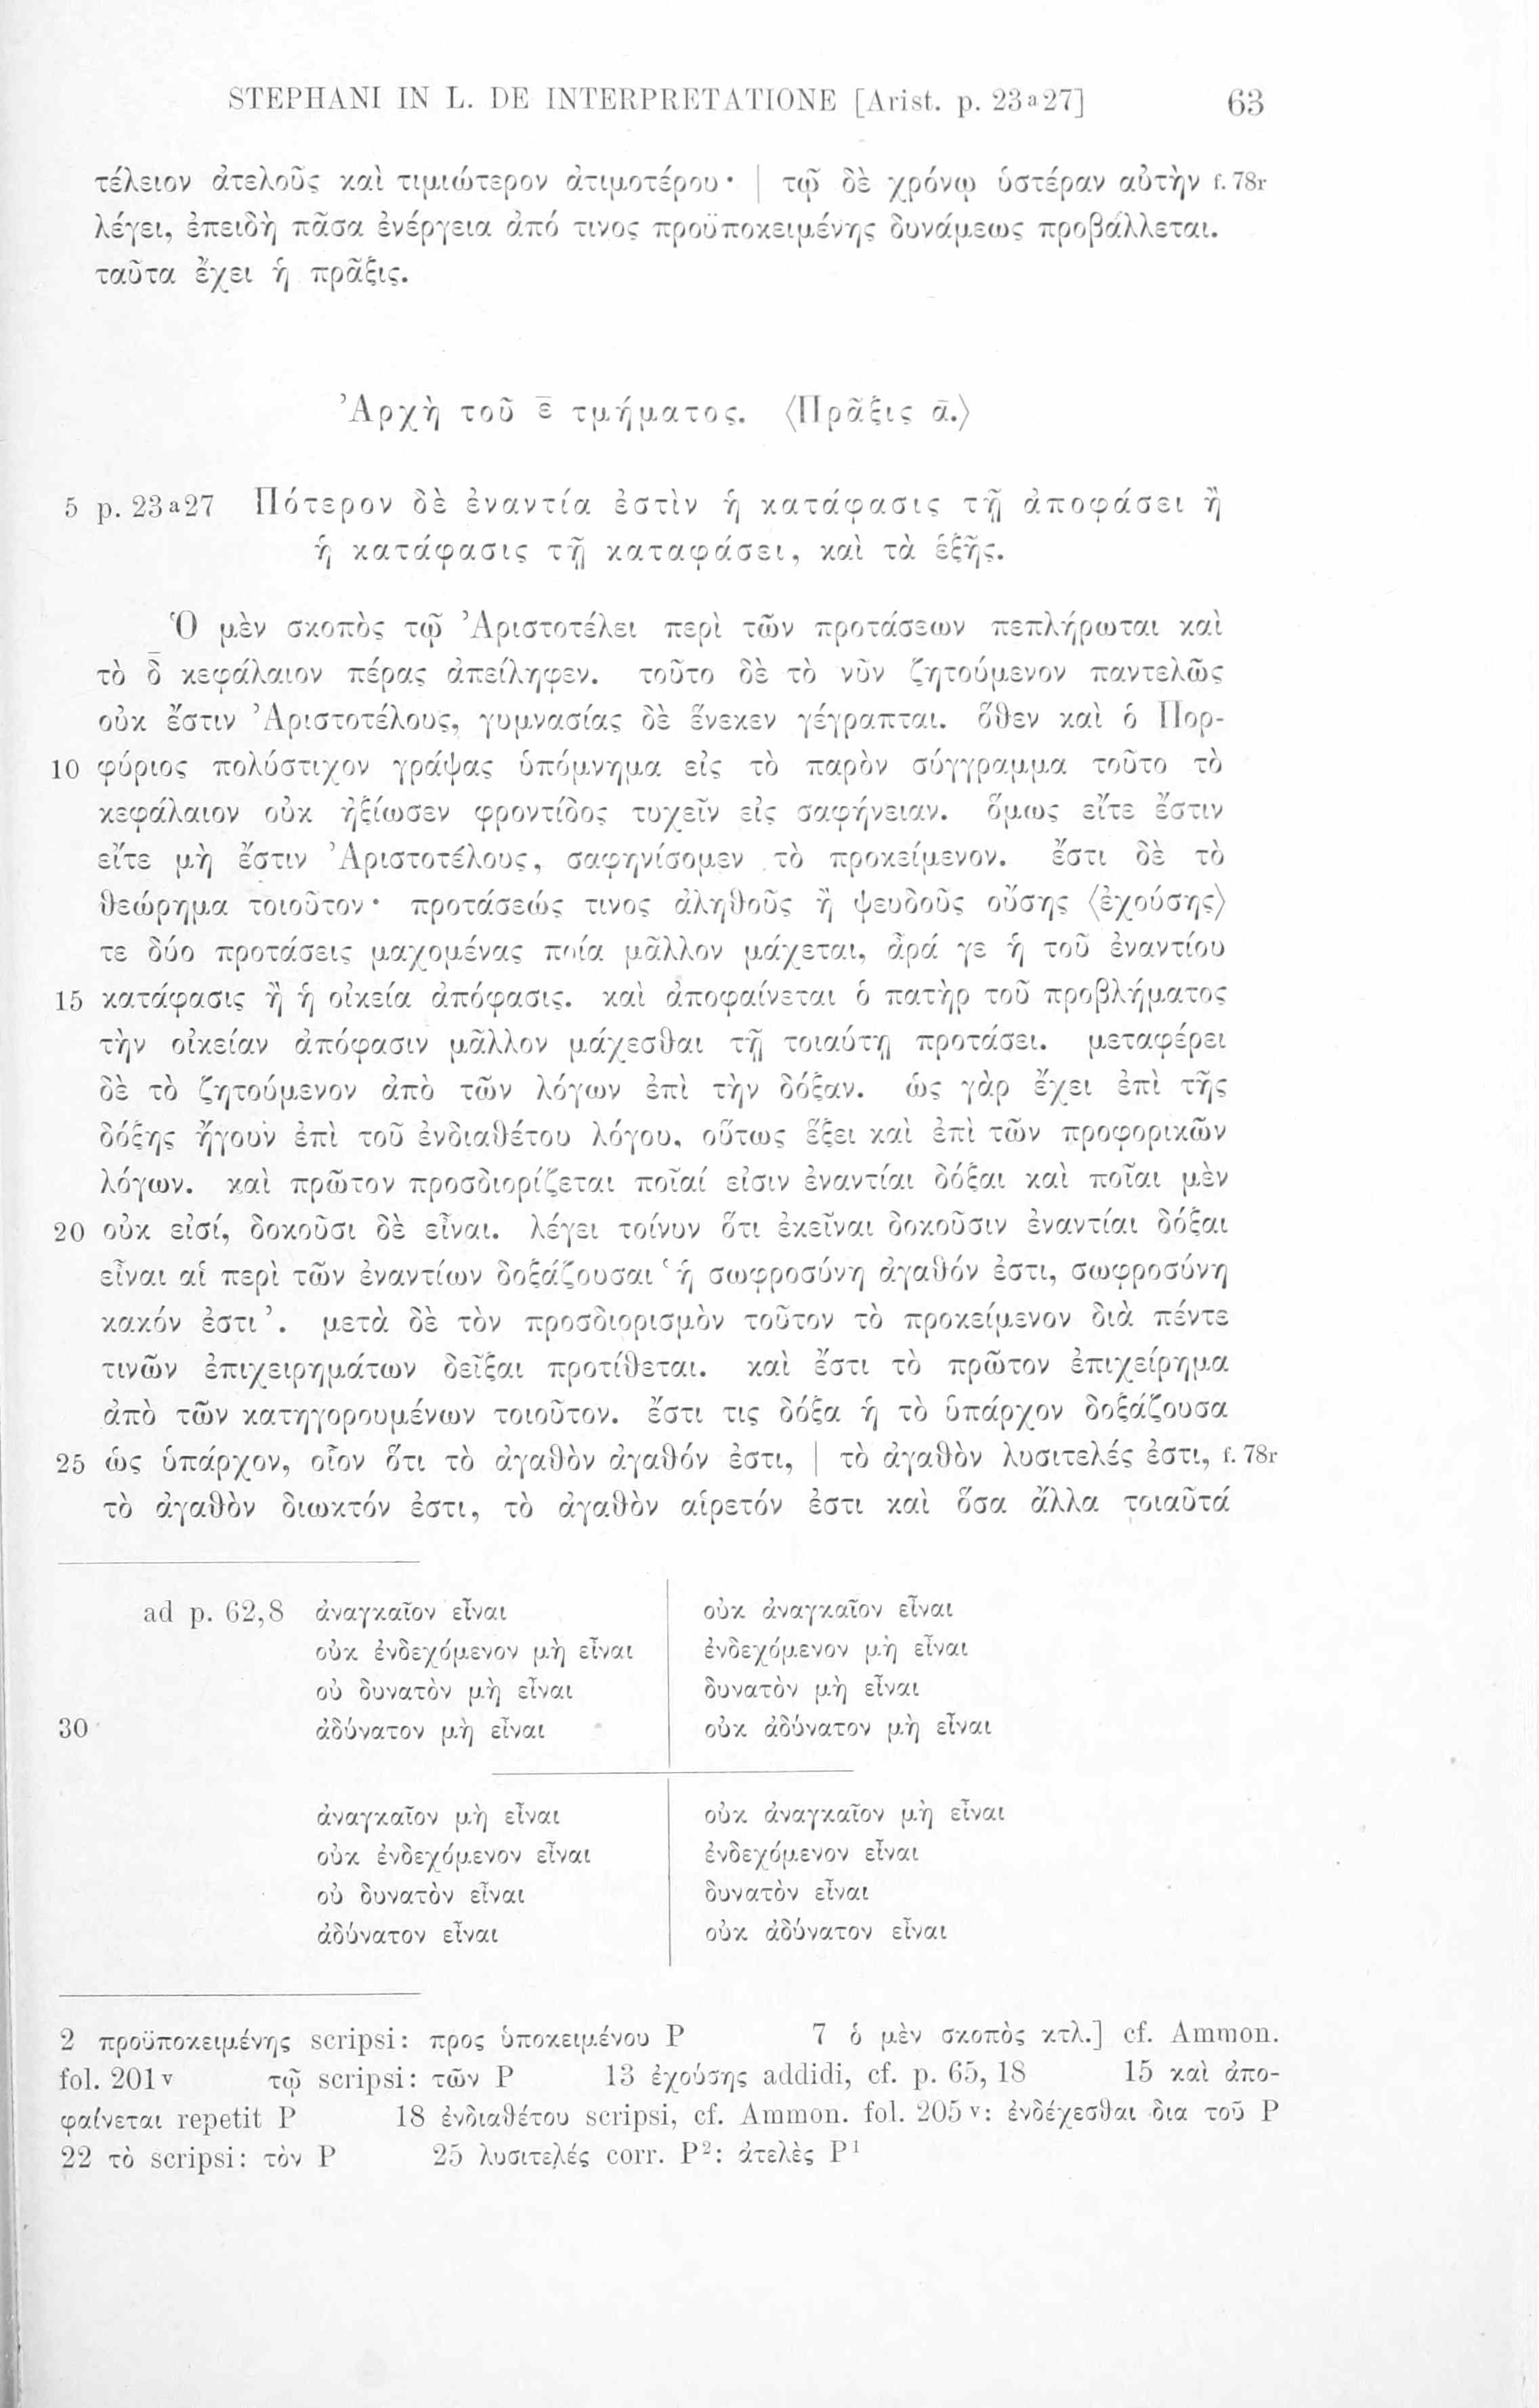 STEPHANI IN L. DE INTERPRETATIONE [Arist. p. 23a27] 63
τέλειον ἀτελοῦς καὶ τιμιώτερον ἀτιμοτέρου· | τῷ δὲ χρόνῳ ὑστέραν αὐτὴν f. 78r
λέγει, ἐπειδὴ πᾶσα ἐνέργεια ἀπό τινος προϋποκειμένης δυνάμεως προβάλλεται.
ταῦτα ἔχει ἡ πρᾶξις.
Ἀρχὴ τοῦ ε̄ τμήματος. ⟨Πρᾶξις ᾱ.⟩
5 p. 23a27 Πότερον δὲ ἐναντία ἐστὶν ἡ κατάφασις τῇ ἀποφάσει ἢ
ἡ κατάφασις τῇ καταφάσει, καὶ τὰ ἑξῆς.
Ὁ μὲν σκοπὸς τῷ Ἀριστοτέλει περὶ τῶν προτάσεων πεπλήρωται καὶ
τὸ δ̄ κεφάλαιον πέρας ἀπείληφεν. τοῦτο δὲ τὸ νῦν ζητούμενον παντελῶς
οὐκ ἔστιν Ἀριστοτέλους, γυμνασίας δὲ ἕνεκεν γέγραπται. ὅθεν καὶ ὁ Πορ-
10 φύριος πολύστιχον γράψας ὑπόμνημα εἰς τὸ παρὸν σύγγραμμα τοῦτο τὸ
κεφάλαιον οὐκ ἠξίωσεν φροντίδος τυχεῖν εἰς σαφήνειαν. ὅμως εἴτε ἔστιν
εἴτε μὴ ἔστιν Ἀριστοτέλους, σαφηνίσομεν τὸ προκείμενον. ἔστι δὲ τὸ
θεώρημα τοιοῦτον· προτάσεώς τινος ἀληθοῦς ἢ ψευδοῦς οὔσης ⟨ἐχούσης⟩
τε δύο προτάσεις μαχομένας ποία μᾶλλον μάχεται, ἆρά γε ἡ τοῦ ἐναντίου
15 κατάφασις ἢ ἡ οἰκεία ἀπόφασις. καὶ ἀποφαίνεται ὁ πατὴρ τοῦ προβλήματος
τὴν οἰκείαν ἀπόφασιν μᾶλλον μάχεσθαι τῇ τοιαύτῃ προτάσει. μεταφέρει
δὲ τὸ ζητούμενον ἀπὸ τῶν λόγων ἐπὶ τὴν δόξαν. ὡς γὰρ ἔχει ἐπὶ τῆς
δόξης ἤγουν ἐπὶ τοῦ ἐνδιαθέτου λόγου, οὕτως ἕξει καὶ ἐπὶ τῶν προφορικῶν
λόγων. καὶ πρῶτον προσδιορίζεται ποῖαί εἰσιν ἐναντίαι δόξαι καὶ ποῖαι μὲν
20 οὐκ εἰσί, δοκοῦσι δὲ εἶναι. λέγει τοίνυν ὅτι ἐκεῖναι δοκοῦσιν ἐναντίαι δόξαι
εἶναι αἱ περὶ τῶν ἐναντίων δοξάζουσαι ‘ἡ σωφροσύνη ἀγαθόν ἐστι, σωφροσύνη
κακόν ἐστι’. μετὰ δὲ τὸν προσδιορισμὸν τοῦτον τὸ προκείμενον διὰ πέντε
τινῶν ἐπιχειρημάτων δεῖξαι προτίθεται. καὶ ἔστι τὸ πρῶτον ἐπιχείρημα
ἀπὸ τῶν κατηγορουμένων τοιοῦτον. ἔστι τις δόξα ἡ τὸ ὑπάρχον δοξάζουσα
25 ὡς ὑπάρχον, οἷον ὅτι τὸ ἀγαθὸν ἀγαθόν ἐστι, | τὸ ἀγαθὸν λυσιτελές ἐστι, f. 78r
τὸ ἀγαθὸν διωκτόν ἐστι, τὸ ἀγαθὸν αἱρετόν ἐστι καὶ ὅσα ἄλλα τοιαῦτά
ad p. 62,8 ἀναγκαῖον εἶναι οὐκ ἀναγκαῖον εἶναι
οὐκ ἐνδεχόμενον μὴ εἶναι ἐνδεχόμενον μὴ εἶναι
οὐ δυνατὸν μὴ εἶναι δυνατὸν μὴ εἶναι
30 ἀδύνατον μὴ εἶναι οὐκ ἀδύνατον μὴ εἶναι
ἀναγκαῖον μὴ εἶναι οὐκ ἀναγκαῖον μὴ εἶναι
οὐκ ἐνδεχόμενον εἶναι ἐνδεχόμενον εἶναι
οὐ δυνατὸν εἶναι δυνατὸν εἶναι
ἀδύνατον εἶναι οὐκ ἀδύνατον εἶναι
2 προϋποκειμένης scripsi: προς ὑποκειμένου P 7 ὁ μὲν σκοπὸς κτλ.] cf. Ammon.
fol. 201v τῷ scripsi: τῶν P 13 ἐχούσης addidi, cf. p. 65, 18 15 καὶ ἀπο-
φαίνεται repetit P 18 ἐνδιαθέτου scripsi, cf. Ammon. fol. 205v: ἐνδέχεσθαι δια τοῦ P
22 τὸ scripsi: τὸν P 25 λυσιτελές corr. P²: ἀτελὲς P¹